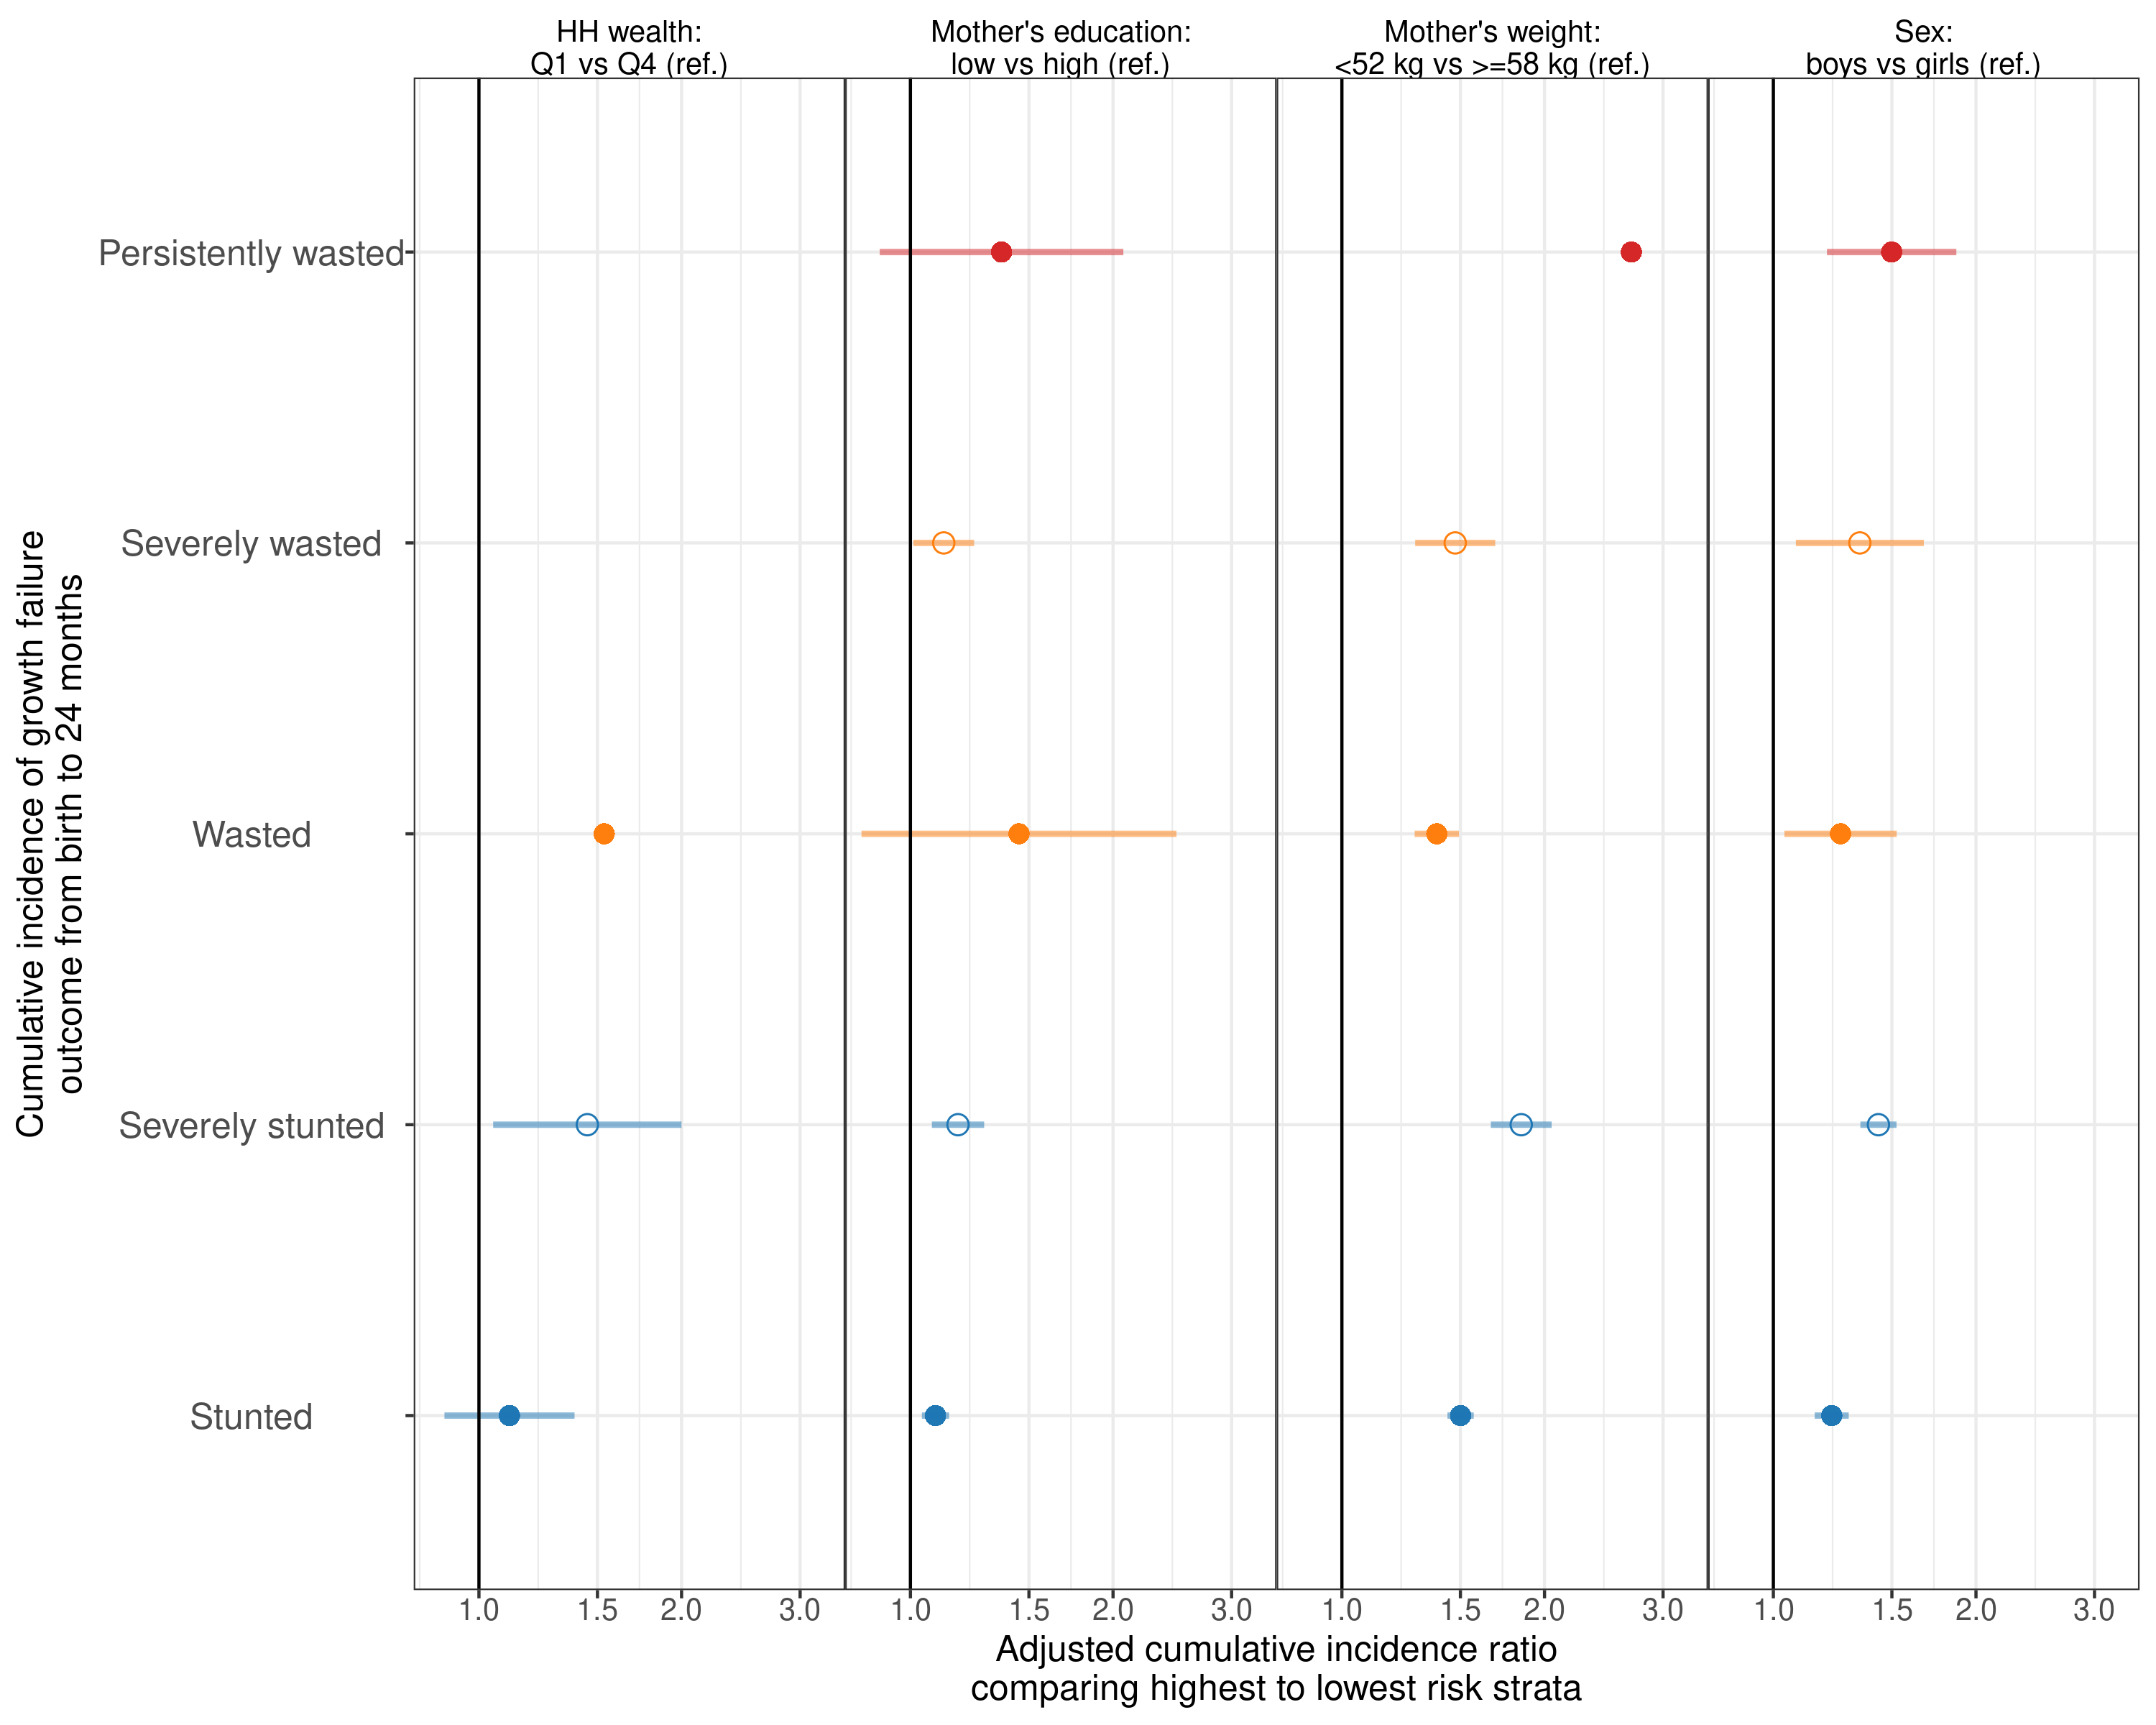 HH wealth:
Q1 vs Q4 (ref.)
Mother's education:
low vs high (ref.)
Mother's weight:
<52 kg vs >=58 kg (ref.)
Sex:
boys vs girls (ref.)
Cumulative incidence of growth failure
outcome from birth to 24 months
Persistently wasted
Severely wasted
Wasted
Severely stunted
Stunted
1.0 1.5 2.0 3.0 1.0 1.5 2.0 3.0 1.0 1.5 2.0 3.0 1.0 1.5 2.0 3.0
Adjusted cumulative incidence ratio
comparing highest to lowest risk strata